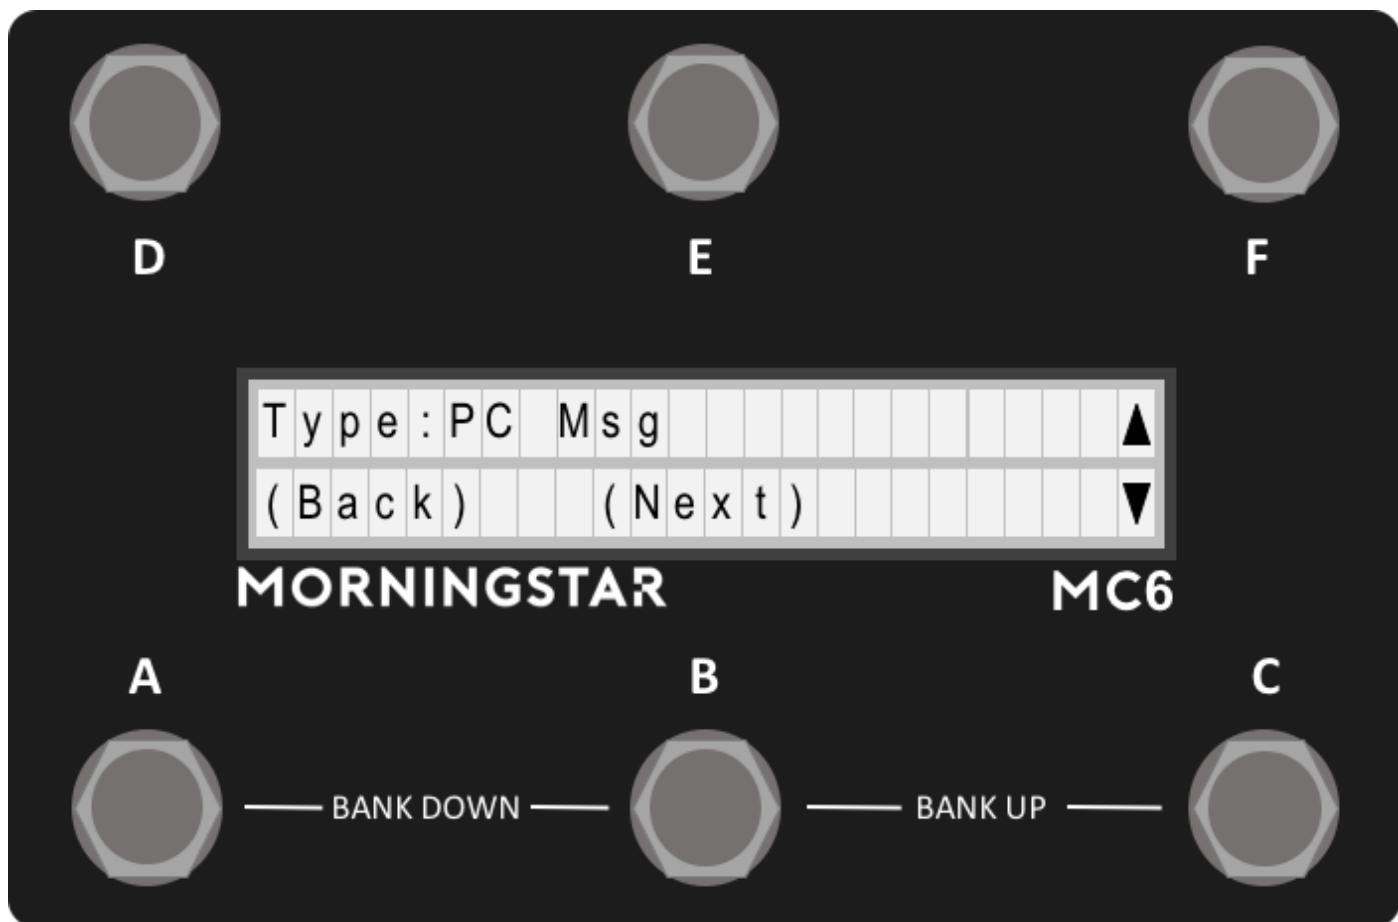 D E F
Type:PC Msg ▲
(Back) (Next) ▼
MORNINGSTAR MC6
A B C
BANK DOWN BANK UP